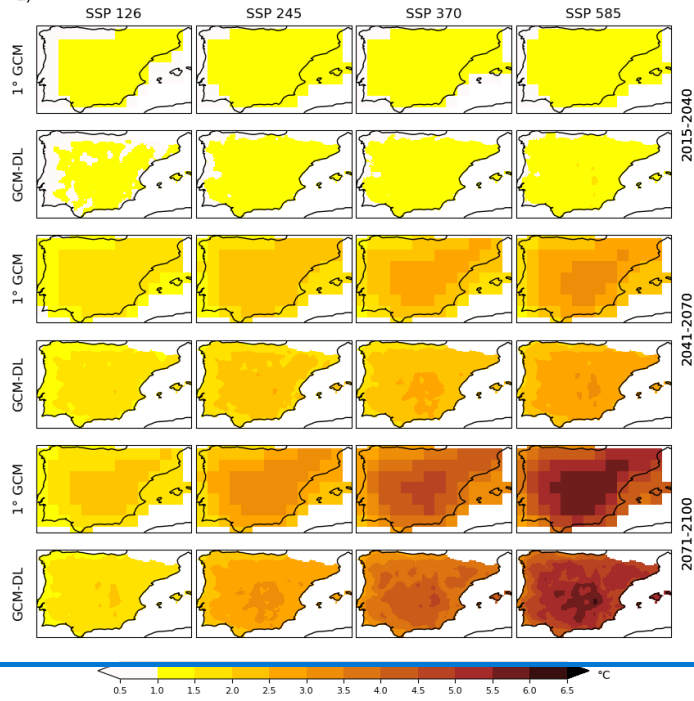 SSP 126 SSP 245 SSP 370 SSP 585
1° GCM
GCM-DL
2015-2040
1° GCM
GCM-DL
2041-2070
1° GCM
GCM-DL
2071-2100
°C
0.5 1.0 1.5 2.0 2.5 3.0 3.5 4.0 4.5 5.0 5.5 6.0 6.5